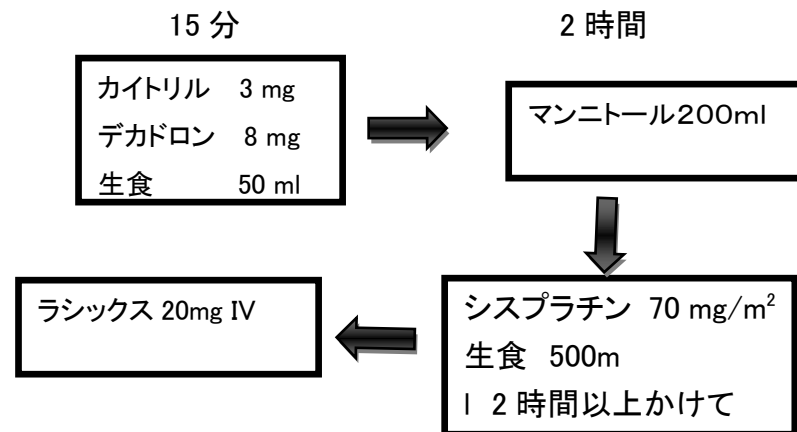 15 分
カイトリル 3 mg
デカドロン 8 mg
生食 50 ml
2 時間
マンニトール200ml
シスプラチン 70 mg/m²
生食 500m
l 2 時間以上かけて
ラシックス 20mg IV